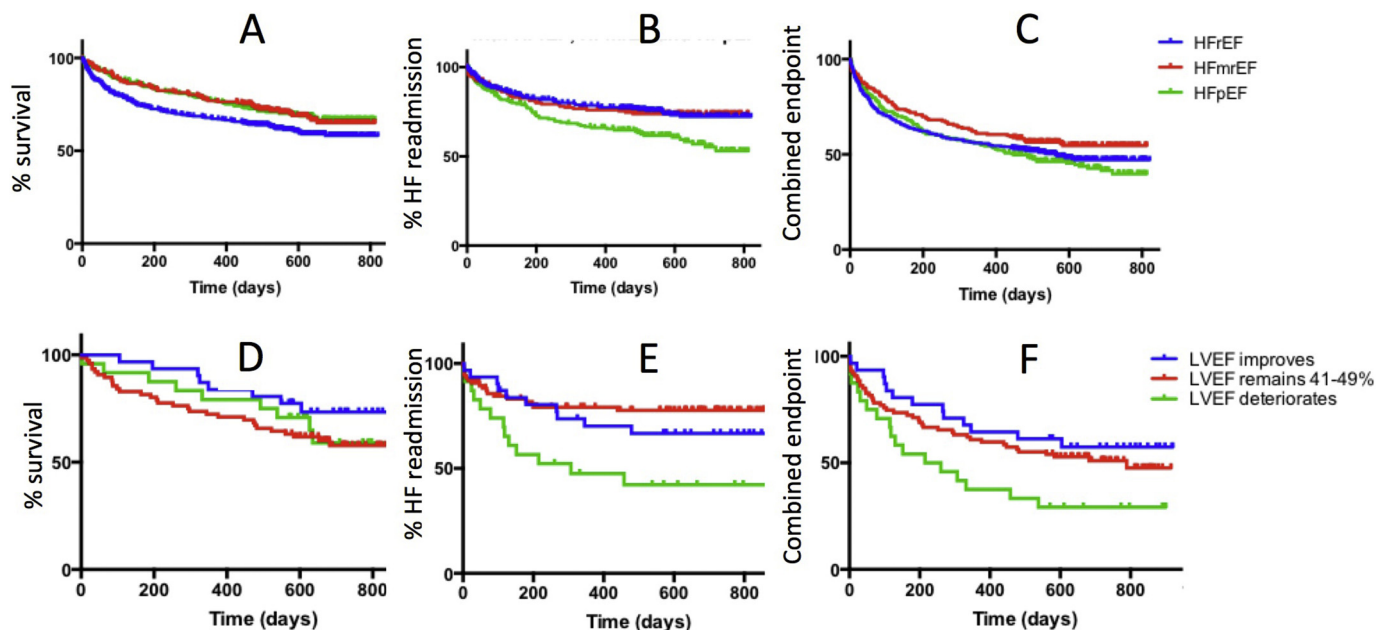 A
B
C
HFrEF
HFmrEF
HFpEF
% survival
100
50
0
0 200 400 600 800
Time (days)
% HF readmission
100
50
0
0 200 400 600 800
Time (days)
Combined endpoint
100
50
0
0 200 400 600 800
Time (days)
D
E
F
LVEF improves
LVEF remains 41-49%
LVEF deteriorates
% survival
100
50
0
0 200 400 600 800
Time (days)
% HF readmission
100
50
0
0 200 400 600 800
Time (days)
Combined endpoint
100
50
0
0 200 400 600 800
Time (days)